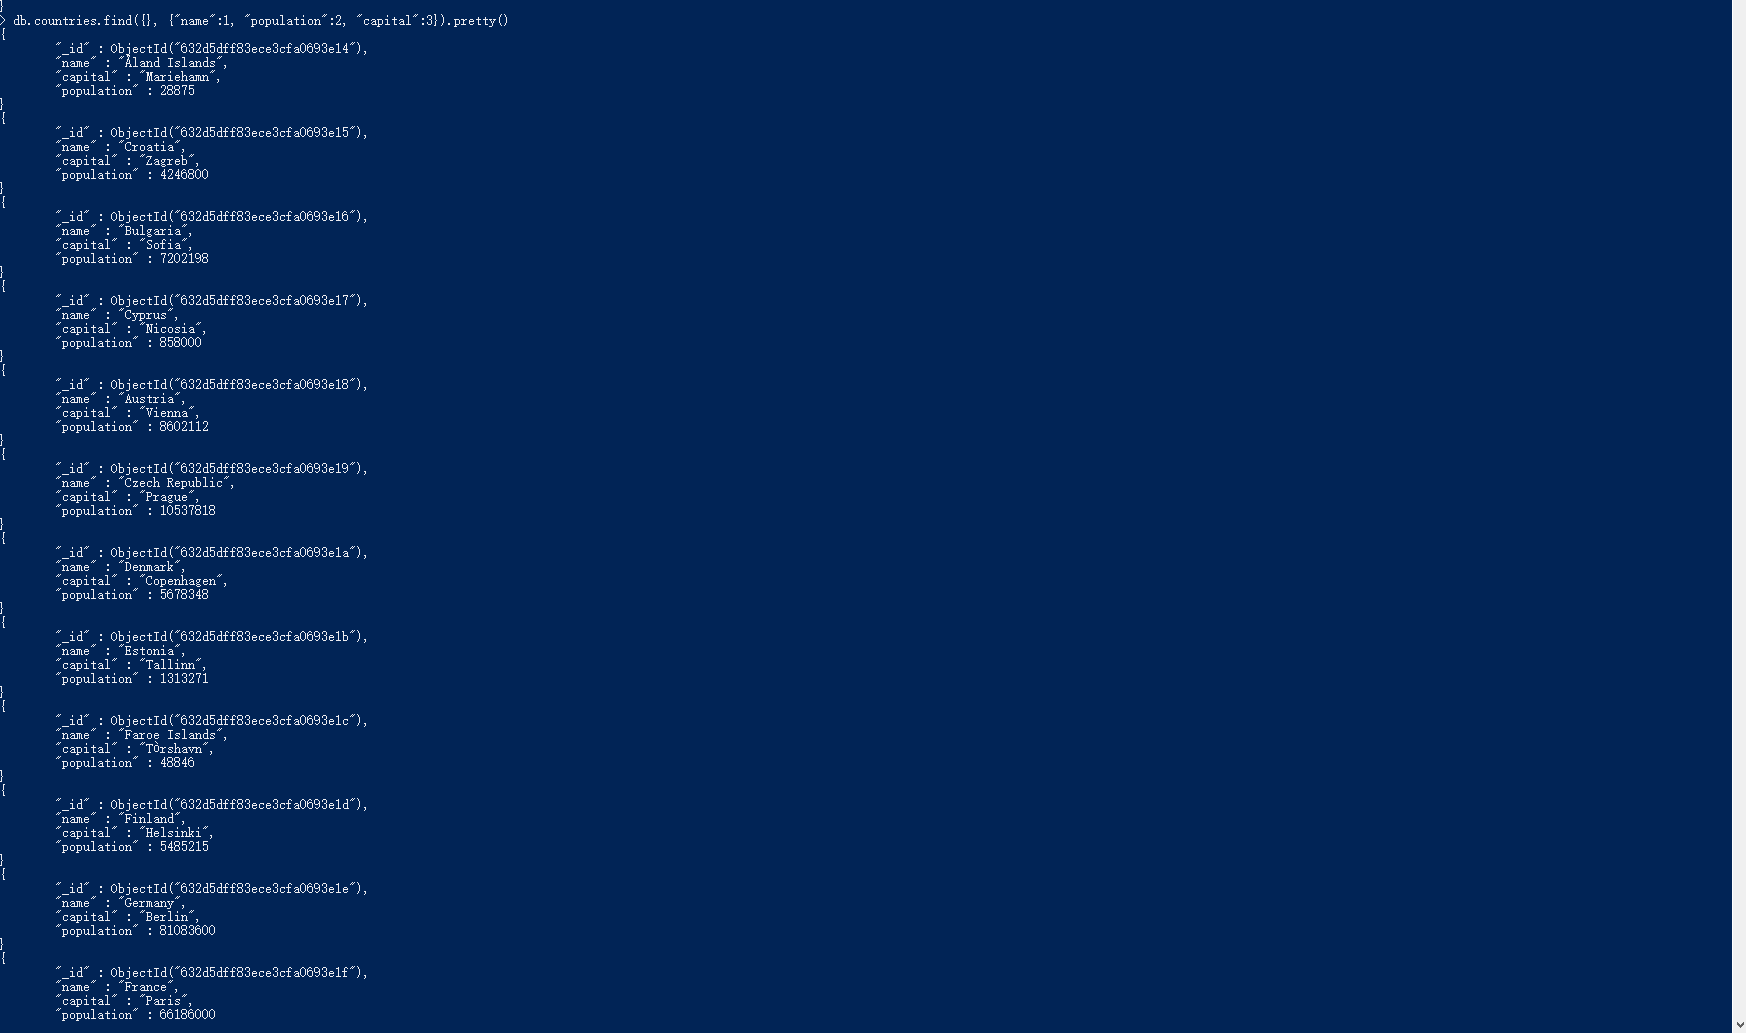 }
> db.countries.find({}, {"name":1, "population":2, "capital":3}).pretty()
{
"_id" : ObjectId("632d5dff83ece3cfa0693e14"),
"name" : "Åland Islands",
"capital" : "Mariehamn",
"population" : 28875
}
{
"_id" : ObjectId("632d5dff83ece3cfa0693e15"),
"name" : "Croatia",
"capital" : "Zagreb",
"population" : 4246800
}
{
"_id" : ObjectId("632d5dff83ece3cfa0693e16"),
"name" : "Bulgaria",
"capital" : "Sofia",
"population" : 7202198
}
{
"_id" : ObjectId("632d5dff83ece3cfa0693e17"),
"name" : "Cyprus",
"capital" : "Nicosia",
"population" : 858000
}
{
"_id" : ObjectId("632d5dff83ece3cfa0693e18"),
"name" : "Austria",
"capital" : "Vienna",
"population" : 8602112
}
{
"_id" : ObjectId("632d5dff83ece3cfa0693e19"),
"name" : "Czech Republic",
"capital" : "Prague",
"population" : 10537818
}
{
"_id" : ObjectId("632d5dff83ece3cfa0693e1a"),
"name" : "Denmark",
"capital" : "Copenhagen",
"population" : 5678348
}
{
"_id" : ObjectId("632d5dff83ece3cfa0693e1b"),
"name" : "Estonia",
"capital" : "Tallinn",
"population" : 1313271
}
{
"_id" : ObjectId("632d5dff83ece3cfa0693e1c"),
"name" : "Faroe Islands",
"capital" : "Tòrshavn",
"population" : 48846
}
{
"_id" : ObjectId("632d5dff83ece3cfa0693e1d"),
"name" : "Finland",
"capital" : "Helsinki",
"population" : 5485215
}
{
"_id" : ObjectId("632d5dff83ece3cfa0693e1e"),
"name" : "Germany",
"capital" : "Berlin",
"population" : 81083600
}
{
"_id" : ObjectId("632d5dff83ece3cfa0693e1f"),
"name" : "France",
"capital" : "Paris",
"population" : 66186000